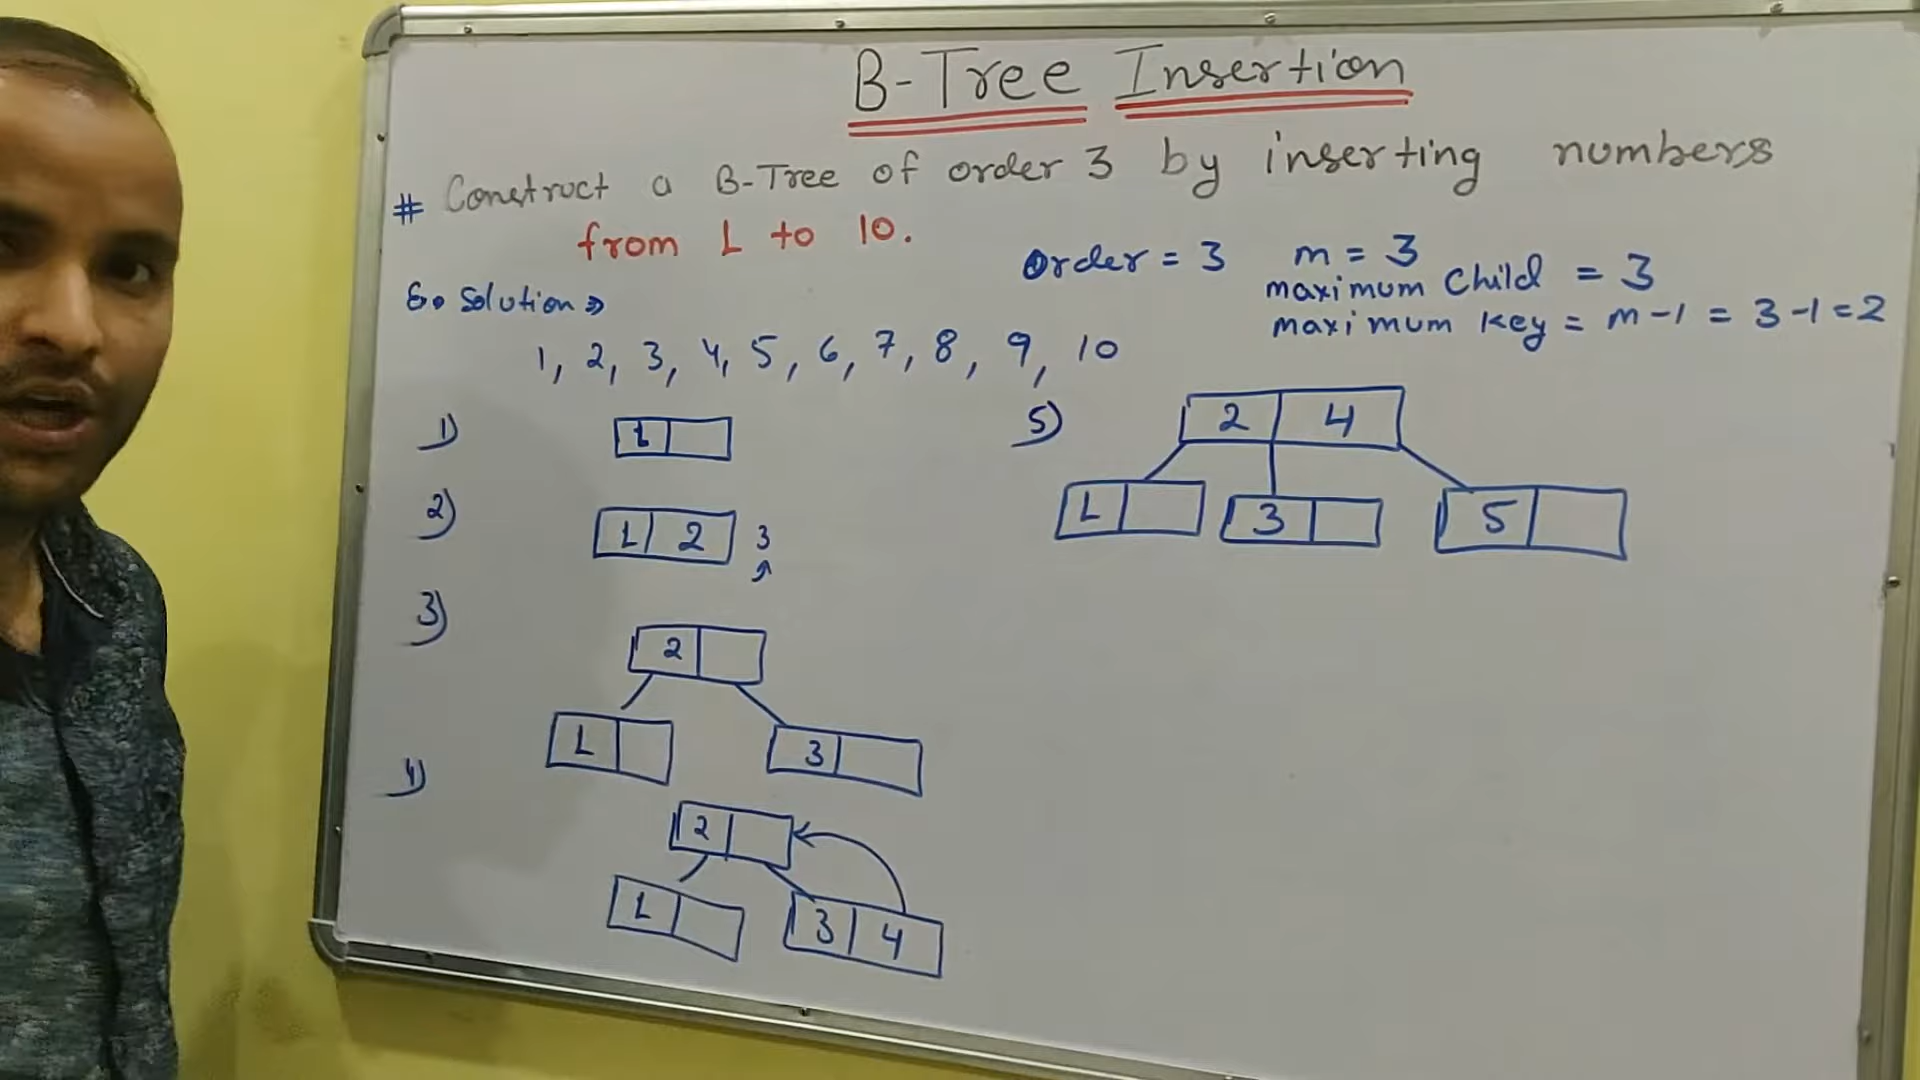 B-Tree Insertion
# Construct a B-Tree of order 3 by inserting numbers
from 1 to 10.
Order = 3 m = 3
maximum Child = 3
maximum key = m-1 = 3-1=2
Solution ⇒
1, 2, 3, 4, 5, 6, 7, 8, 9, 10
1)
1
2)
1 2 3
3)
2
1 3
4)
2
1 3 4
5)
2 4
1 3 5